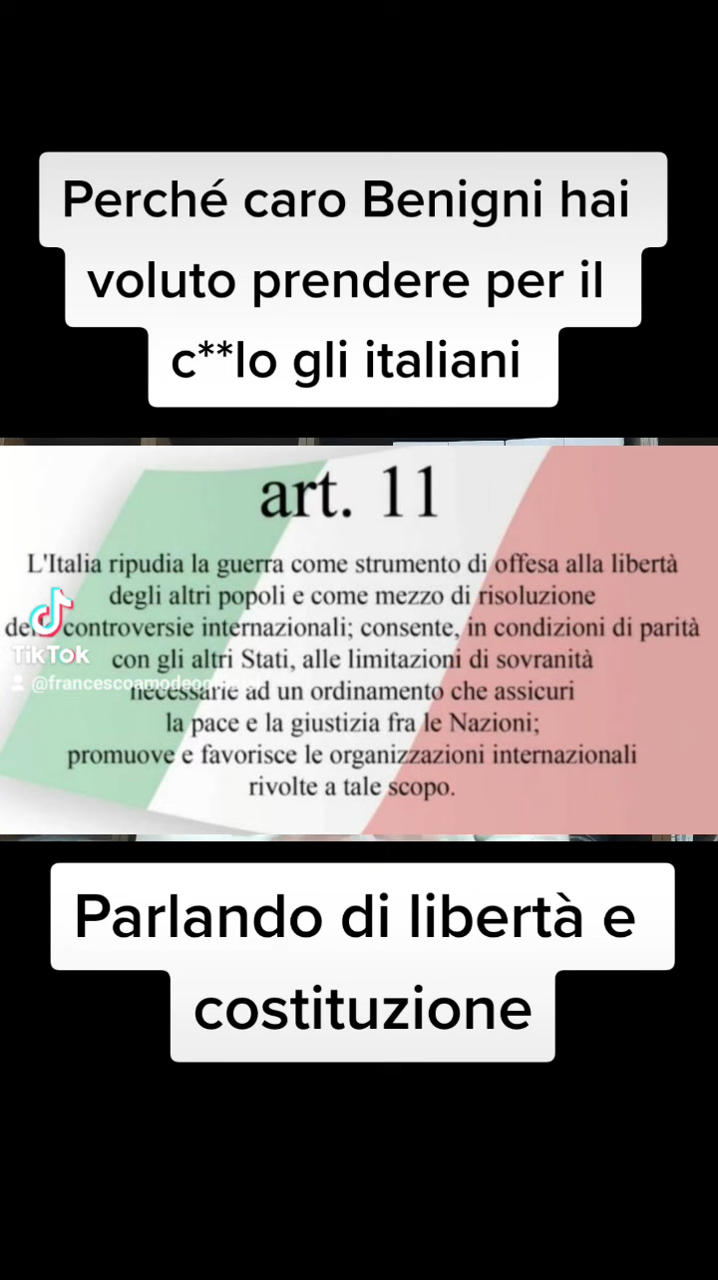 Perché caro Benigni hai
voluto prendere per il
c**lo gli italiani
art. 11
L'Italia ripudia la guerra come strumento di offesa alla libertà
degli altri popoli e come mezzo di risoluzione
controversie internazionali; consente, in condizioni di parità
TikTok
con gli altri Stati, alle limitazioni di sovranità
necessarie ad un ordinamento che assicuri
la pace e la giustizia fra le Nazioni;
promuove e favorisce le organizzazioni internazionali
rivolte a tale scopo.
Parlando di libertà e
costituzione